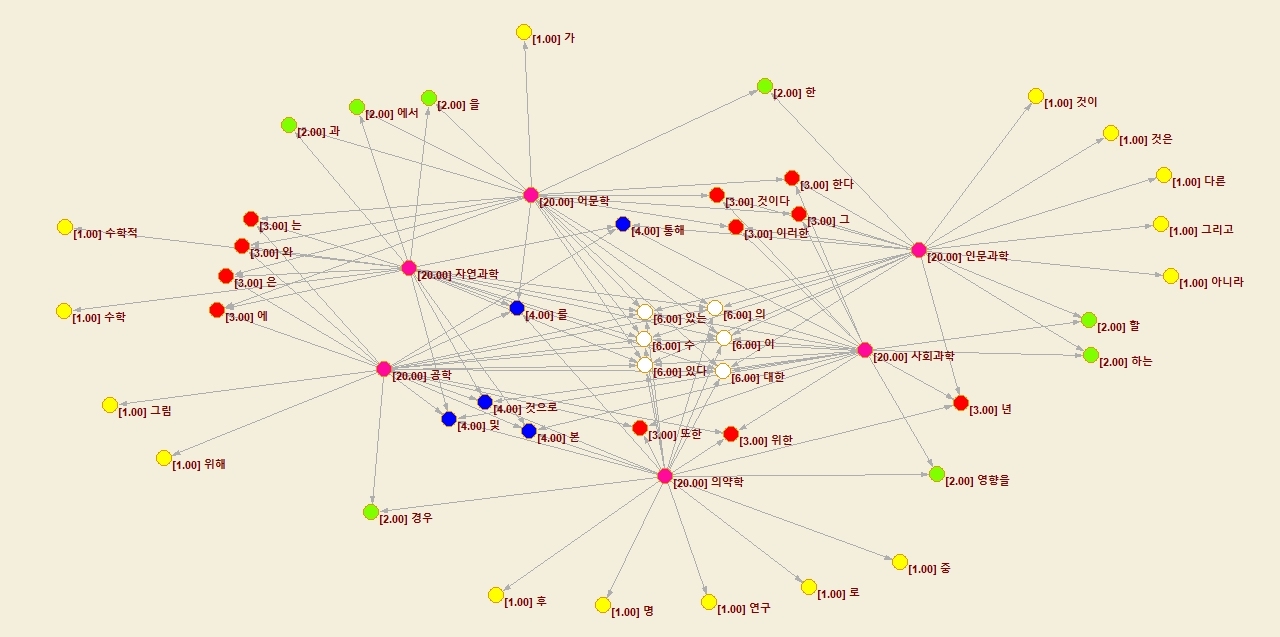 [1.00] 가
[2.00] 한
[2.00] 을
[2.00] 에서
[2.00] 과
[1.00] 것이
[1.00] 것은
[1.00] 다른
[1.00] 그리고
[1.00] 아니라
[3.00] 한다
[3.00] 것이다
[3.00] 그
[3.00] 이러한
[20.00] 어문학
[4.00] 통해
[3.00] 는
[3.00] 와
[3.00] 은
[3.00] 에
[1.00] 수학적
[1.00] 수학
[20.00] 자연과학
[20.00] 인문과학
[4.00] 를
[6.00] 있는
[6.00] 의
[6.00] 수
[6.00] 이
[6.00] 있다
[6.00] 대한
[2.00] 할
[2.00] 하는
[20.00] 사회과학
[20.00] 공학
[1.00] 그림
[1.00] 위해
[4.00] 것으로
[4.00] 및
[4.00] 본
[3.00] 또한
[3.00] 위한
[3.00] 년
[20.00] 의약학
[2.00] 영향을
[2.00] 경우
[1.00] 중
[1.00] 로
[1.00] 후
[1.00] 명
[1.00] 연구